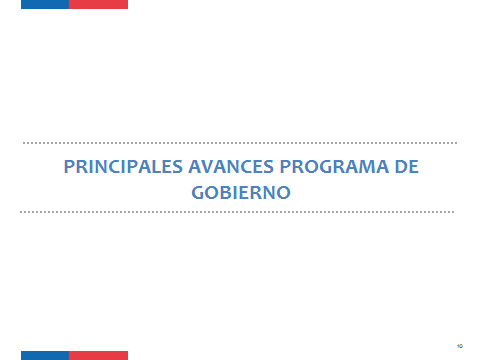 PRINCIPALES AVANCES PROGRAMA DE
GOBIERNO
10